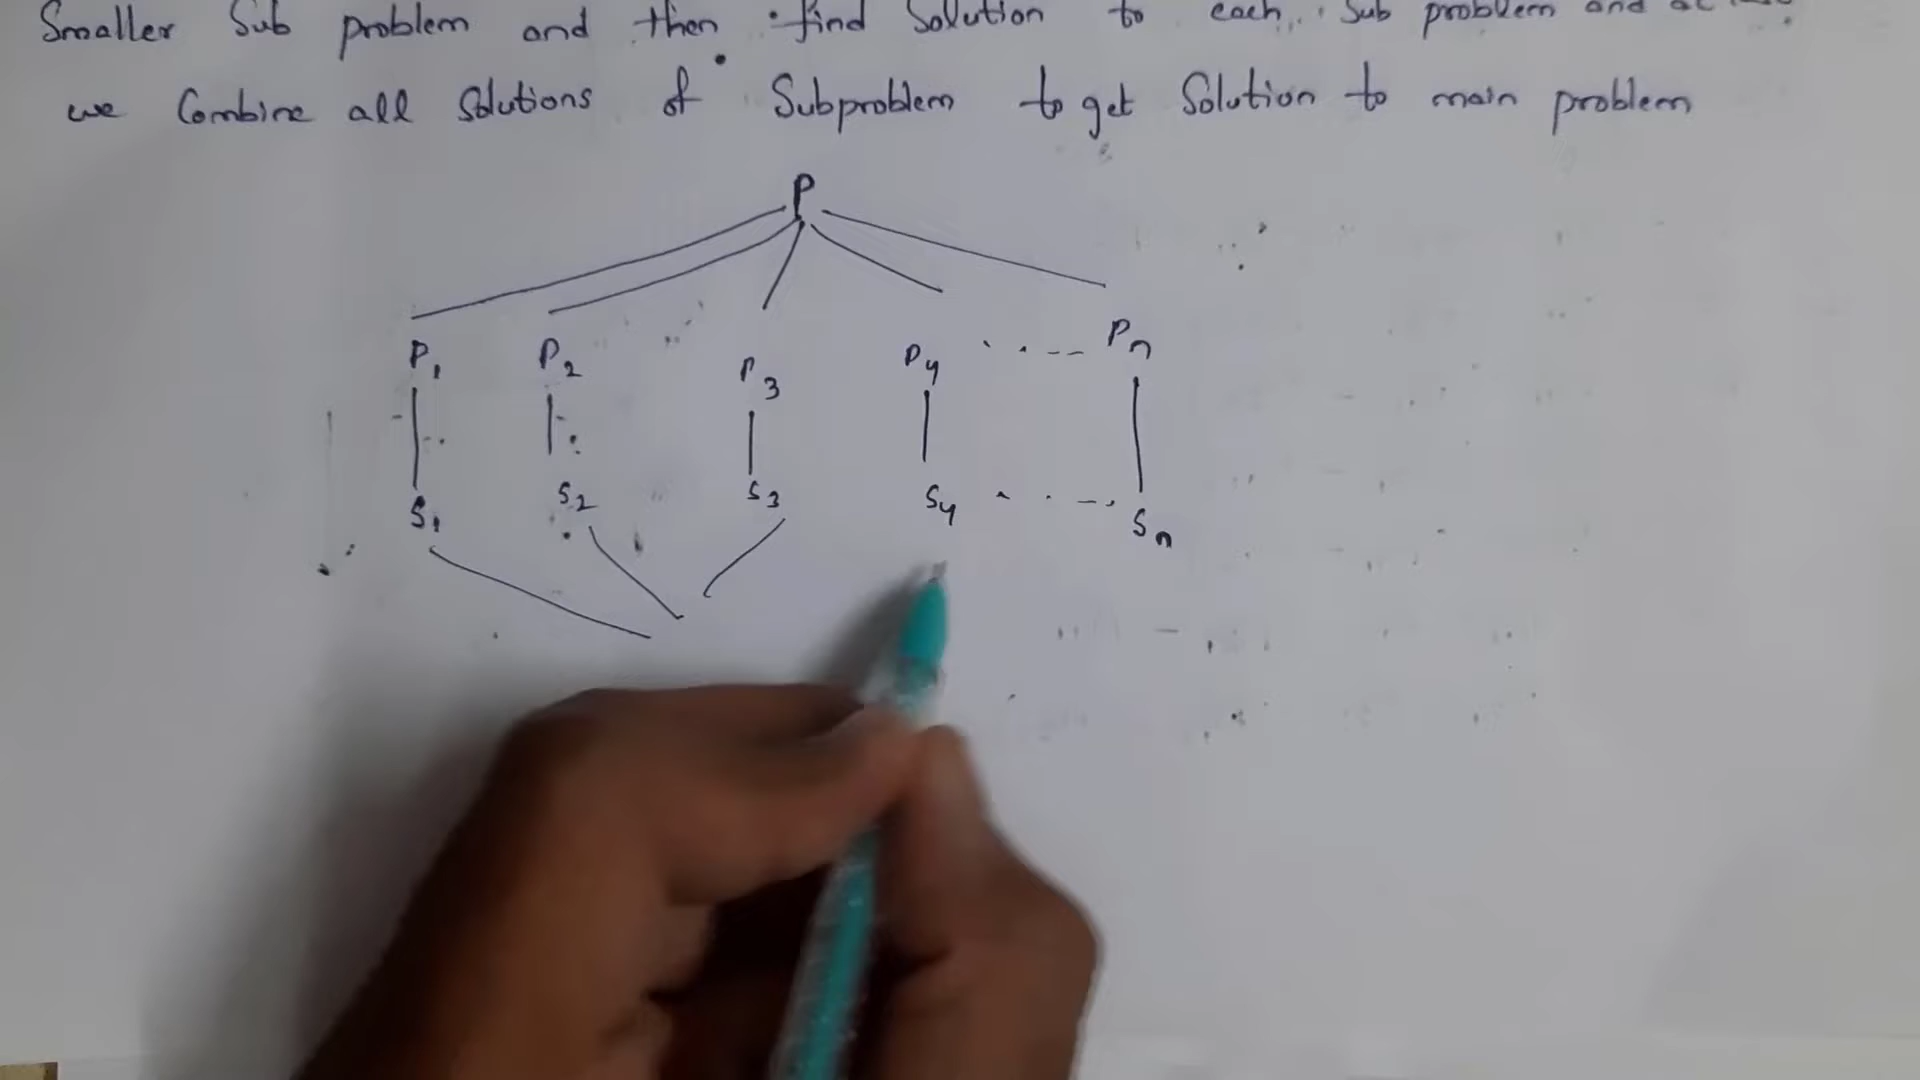 Smaller Sub problem and then find Solution to each Sub problem and at
we Combine all Solutions of Subproblem to get Solution to main problem
P
P1 P2 P3 P4 . . -- Pn
S1 S2 S3 S4 . . -. Sn